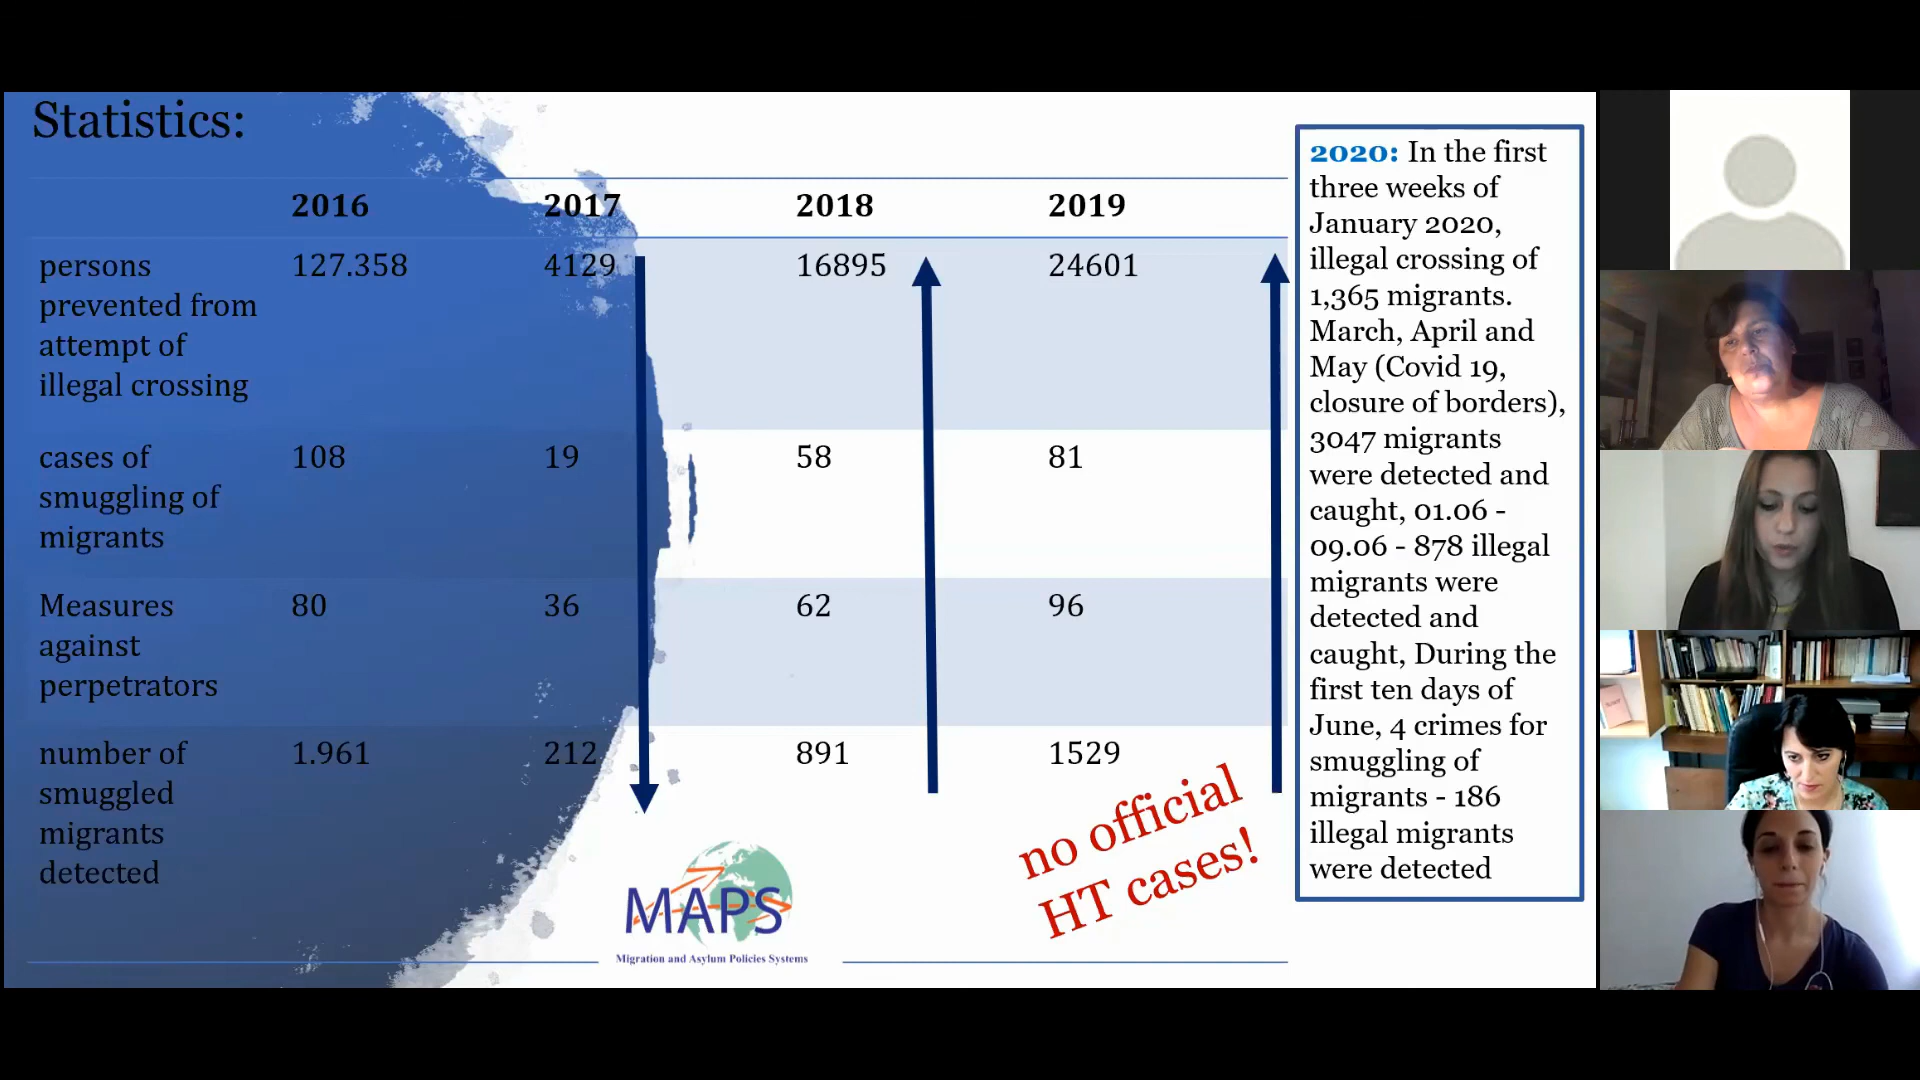 Statistics:
2016 2017 2018 2019
persons 127.358 4129 16895 24601
prevented from
attempt of
illegal crossing
cases of 108 19 58 81
smuggling of
migrants
Measures 80 36 62 96
against
perpetrators
number of 1.961 212 891 1529
smuggled
migrants
detected
no official
HT cases!
MAPS
Migration and Asylum Policies Systems
2020: In the first
three weeks of
January 2020,
illegal crossing of
1,365 migrants.
March, April and
May (Covid 19,
closure of borders),
3047 migrants
were detected and
caught, 01.06 -
09.06 - 878 illegal
migrants were
detected and
caught, During the
first ten days of
June, 4 crimes for
smuggling of
migrants - 186
illegal migrants
were detected